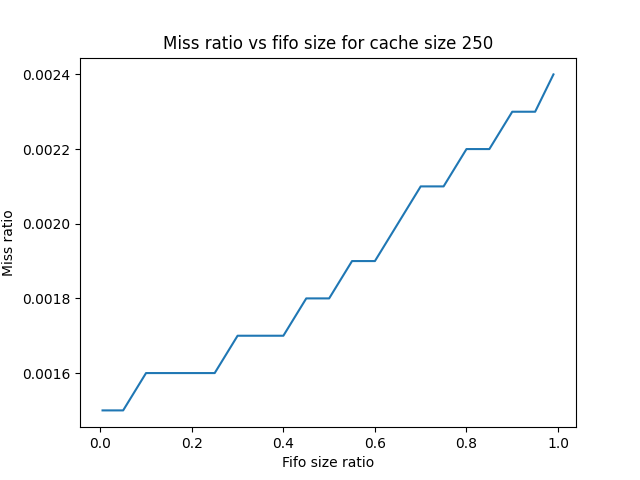 Miss ratio vs fifo size for cache size 250
0.0024
0.0022
0.0020
0.0018
0.0016
Miss ratio
0.0 0.2 0.4 0.6 0.8 1.0
Fifo size ratio